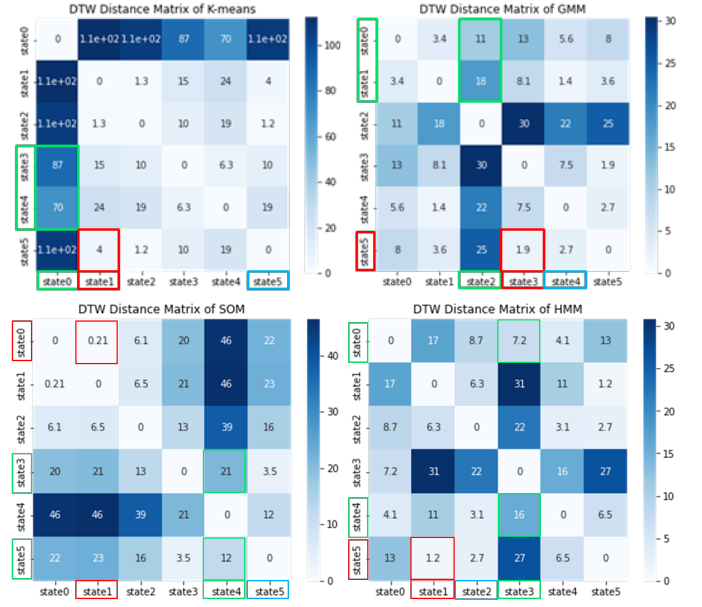 DTW Distance Matrix of K-means
state0 0 1.1e+02 1.1e+02 87 70 1.1e+02
state1 1.1e+02 0 1.3 15 24 4
state2 1.1e+02 1.3 0 10 19 1.2
state3 87 15 10 0 6.3 10
state4 70 24 19 6.3 0 19
state5 1.1e+02 4 1.2 10 19 0
state0 state1 state2 state3 state4 state5
100
80
60
40
20
0
DTW Distance Matrix of GMM
state0 0 3.4 11 13 5.6 8
state1 3.4 0 18 8.1 1.4 3.6
state2 11 18 0 30 22 25
state3 13 8.1 30 0 7.5 1.9
state4 5.6 1.4 22 7.5 0 2.7
state5 8 3.6 25 1.9 2.7 0
state0 state1 state2 state3 state4 state5
30
25
20
15
10
5
0
DTW Distance Matrix of SOM
state0 0 0.21 6.1 20 46 22
state1 0.21 0 6.5 21 46 23
state2 6.1 6.5 0 13 39 16
state3 20 21 13 0 21 3.5
state4 46 46 39 21 0 12
state5 22 23 16 3.5 12 0
state0 state1 state2 state3 state4 state5
40
30
20
10
0
DTW Distance Matrix of HMM
state0 0 17 8.7 7.2 4.1 13
state1 17 0 6.3 31 11 1.2
state2 8.7 6.3 0 22 3.1 2.7
state3 7.2 31 22 0 16 27
state4 4.1 11 3.1 16 0 6.5
state5 13 1.2 2.7 27 6.5 0
state0 state1 state2 state3 state4 state5
30
25
20
15
10
5
0